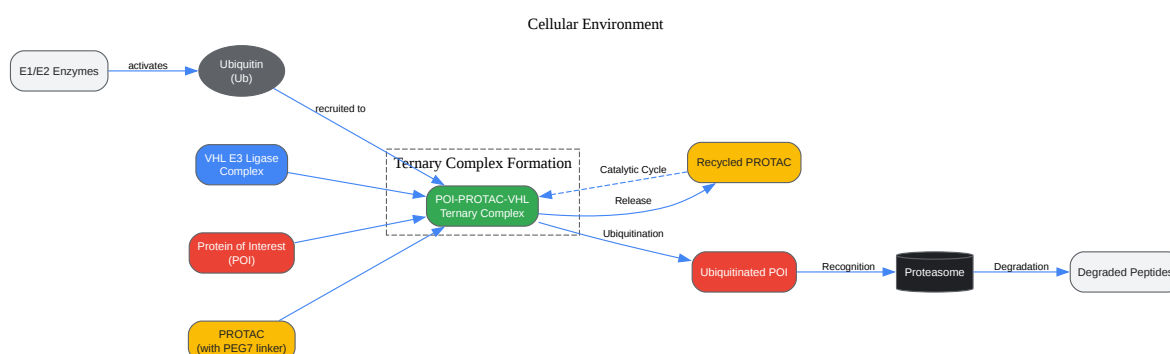 Cellular Environment
E1/E2 Enzymes
activates
Ubiquitin
(Ub)
recruited to
VHL E3 Ligase
Complex
Ternary Complex Formation
Catalytic Cycle
Recycled PROTAC
POI-PROTAC-VHL
Ternary Complex
Release
Protein of Interest
(POI)
Ubiquitination
Ubiquitinated POI
Recognition
Proteasome
Degradation
Degraded Peptides
PROTAC
(with PEG7 linker)